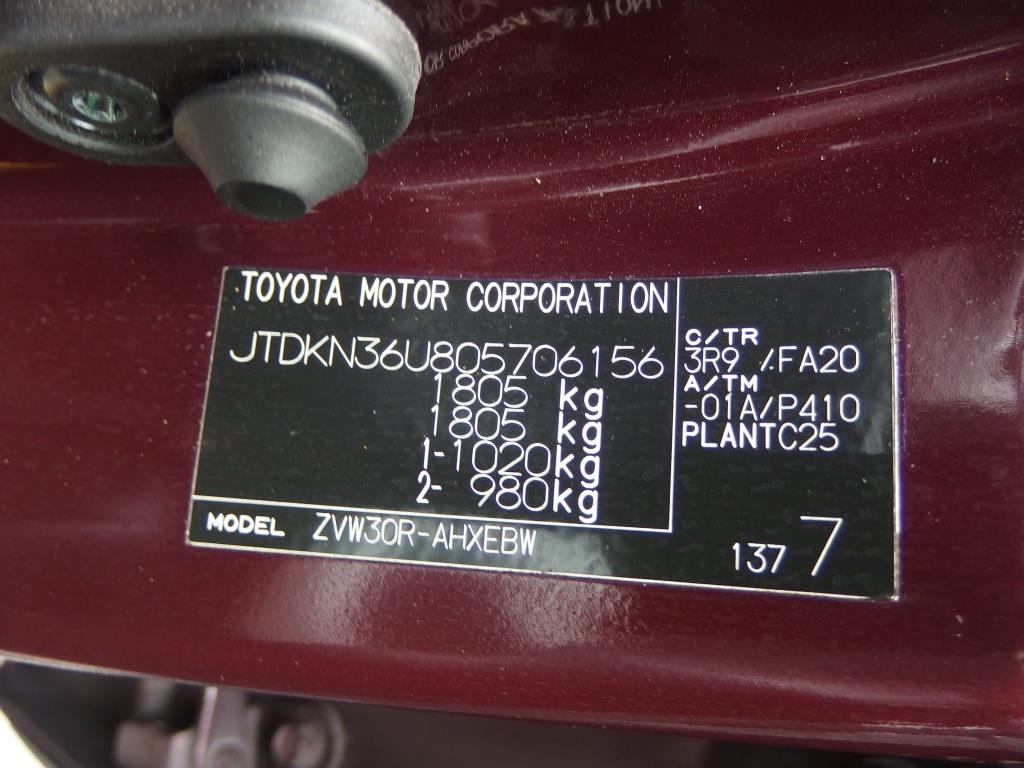 TOYOTA MOTOR CORPORATION
JTDKN36U805706156
1805 kg
1805 kg
1-1020kg
2- 980kg
MODEL ZVW30R-AHXEBW
C/TR
3R9 ⁒FA20
A/TM
-01A/P410
PLANTC25
137 7